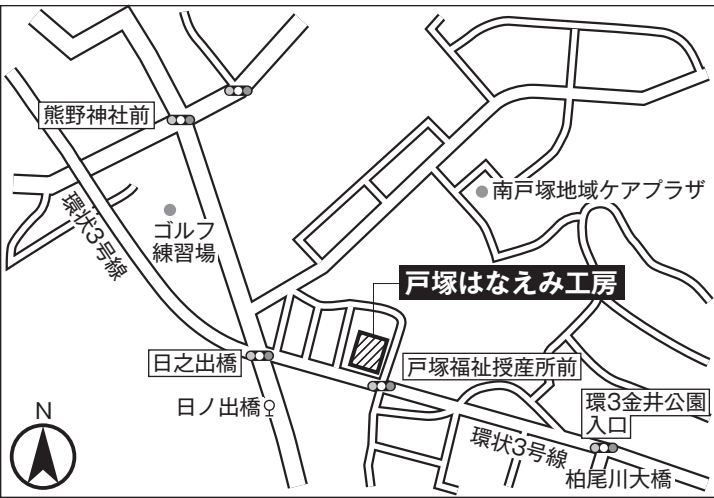 熊野神社前
環状3号線
ゴルフ
練習場
南戸塚地域ケアプラザ
戸塚はなえみ工房
日之出橋
戸塚福祉授産所前
日ノ出橋
環3金井公園
入口
環状3号線
柏尾川大橋
N